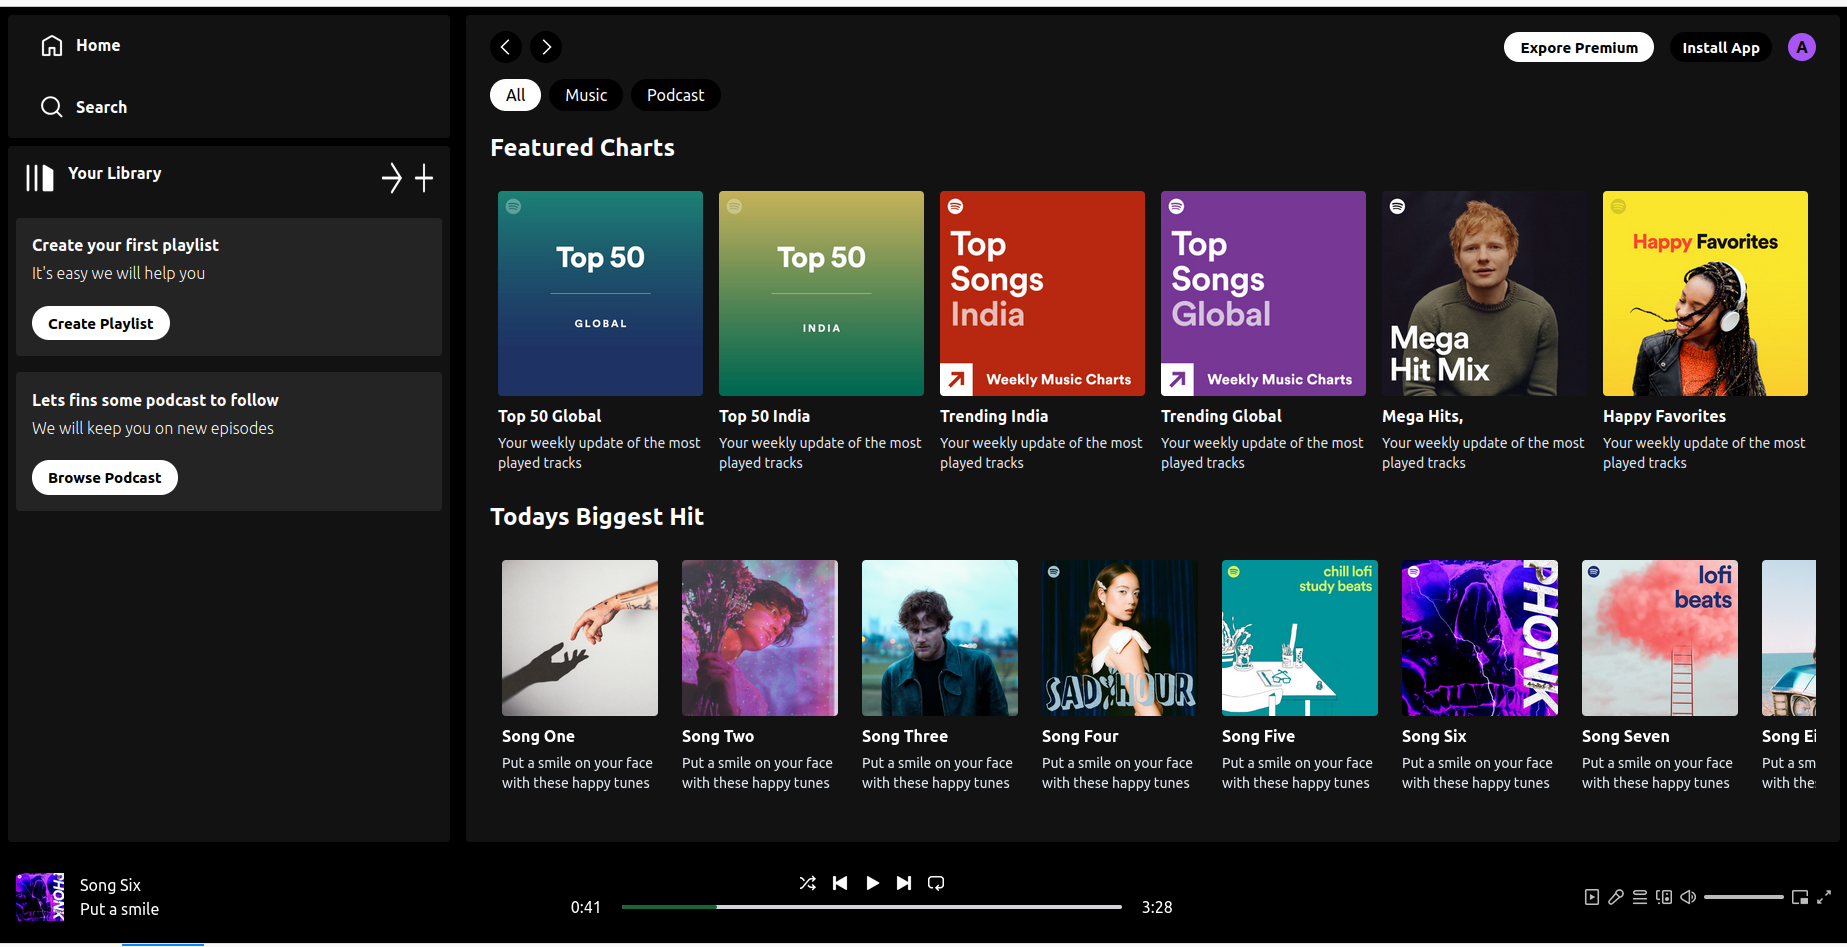 Home
Search
Your Library
Create your first playlist
It's easy we will help you
Create Playlist
Lets fins some podcast to follow
We will keep you on new episodes
Browse Podcast
Expore Premium
Install App
A
All
Music
Podcast
Featured Charts
Top 50
GLOBAL
Top 50 Global
Your weekly update of the most
played tracks
Top 50
INDIA
Top 50 India
Your weekly update of the most
played tracks
Top
Songs
India
Weekly Music Charts
Trending India
Your weekly update of the most
played tracks
Top
Songs
Global
Weekly Music Charts
Trending Global
Your weekly update of the most
played tracks
Mega
Hit Mix
Mega Hits,
Your weekly update of the most
played tracks
Happy Favorites
Happy Favorites
Your weekly update of the most
played tracks
Todays Biggest Hit
Song One
Put a smile on your face
with these happy tunes
Song Two
Put a smile on your face
with these happy tunes
Song Three
Put a smile on your face
with these happy tunes
SAD HOUR
Song Four
Put a smile on your face
with these happy tunes
chill lofi
study beats
Song Five
Put a smile on your face
with these happy tunes
PHONK
Song Six
Put a smile on your face
with these happy tunes
lofi
beats
Song Seven
Put a smile on your face
with these happy tunes
Song Ei
Put a sm
with the
PHONK
Song Six
Put a smile
0:41
3:28